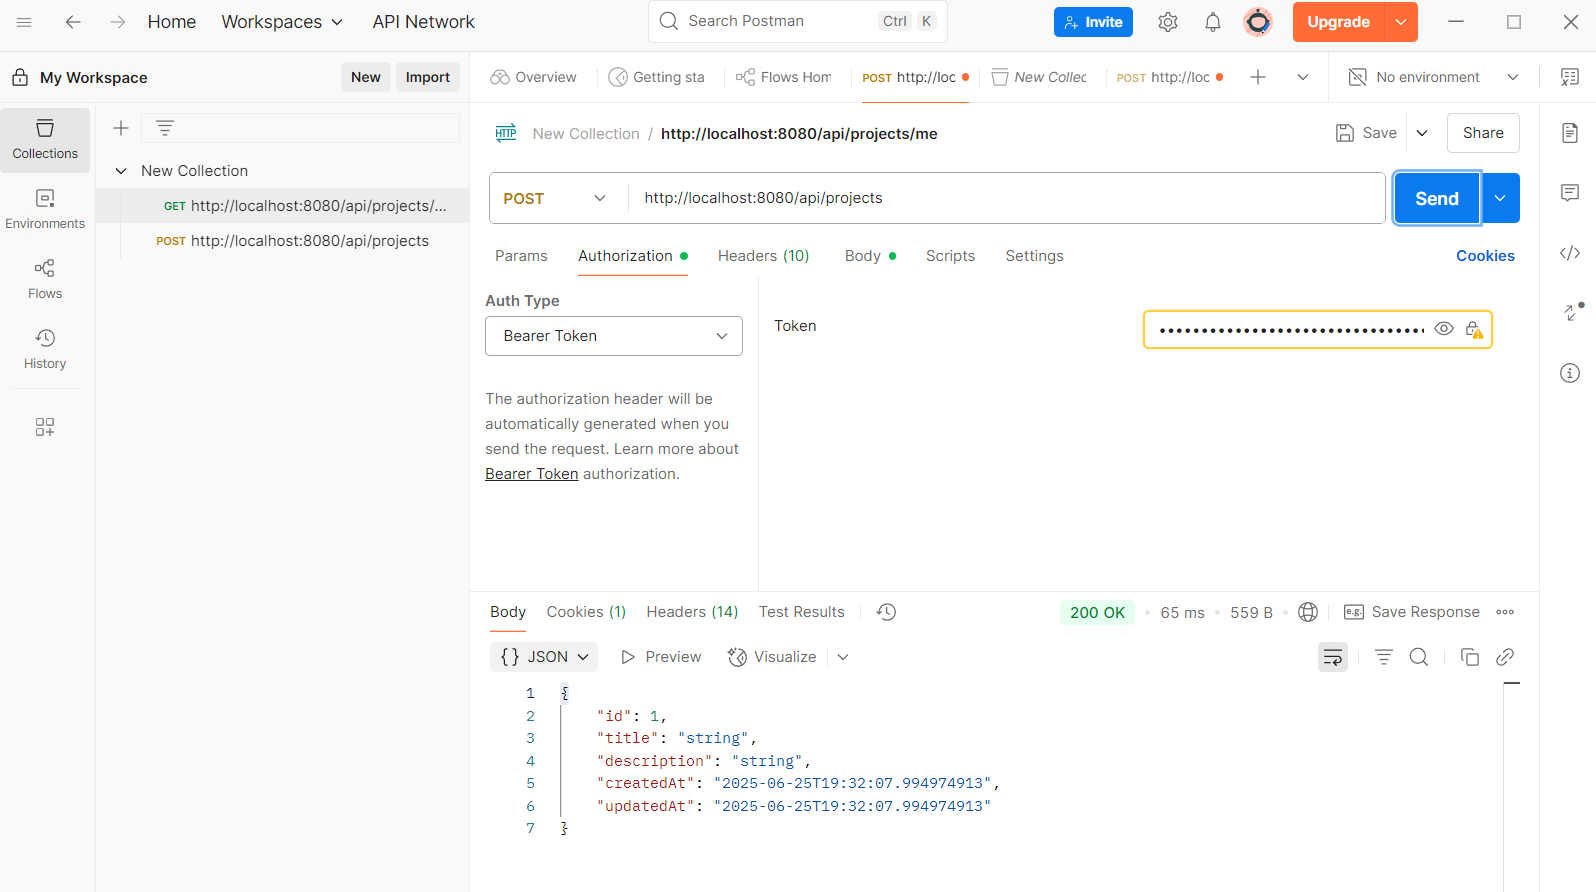 Home Workspaces API Network Search Postman Ctrl K Invite Upgrade
My Workspace New Import Overview Getting sta Flows Hom POST http://loc New Collec POST http://loc No environment
Collections
Environments
Flows
History
New Collection
GET http://localhost:8080/api/projects/...
POST http://localhost:8080/api/projects
HTTP New Collection / http://localhost:8080/api/projects/me Save Share
POST http://localhost:8080/api/projects Send
Params Authorization Headers (10) Body Scripts Settings Cookies
Auth Type
Bearer Token
Token
The authorization header will be
automatically generated when you
send the request. Learn more about
Bearer Token authorization.
Body Cookies (1) Headers (14) Test Results 200 OK 65 ms 559 B e.g. Save Response
{} JSON Preview Visualize
1 {
2 "id": 1,
3 "title": "string",
4 "description": "string",
5 "createdAt": "2025-06-25T19:32:07.994974913",
6 "updatedAt": "2025-06-25T19:32:07.994974913"
7 }